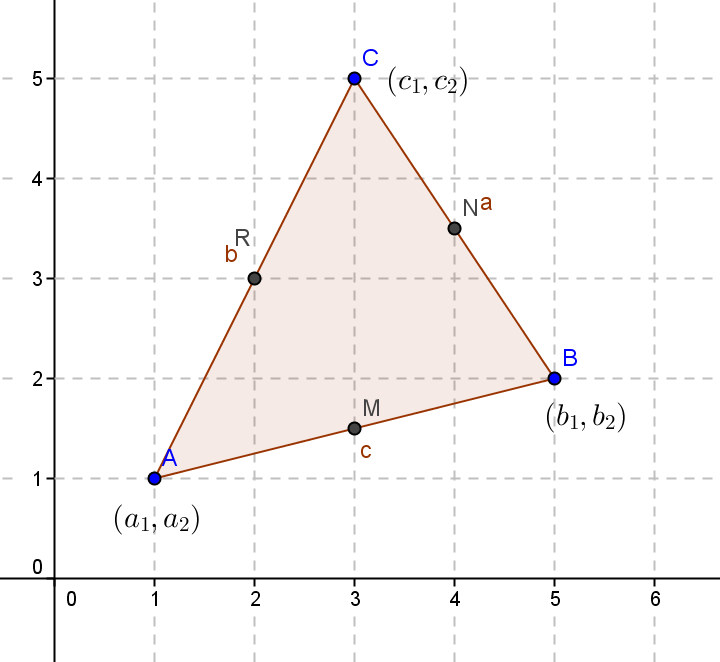 C
5
(c₁, c₂)
4
N a
R
b
3
B
2
M
(b₁, b₂)
c
A
1
(a₁, a₂)
0
0 1 2 3 4 5 6